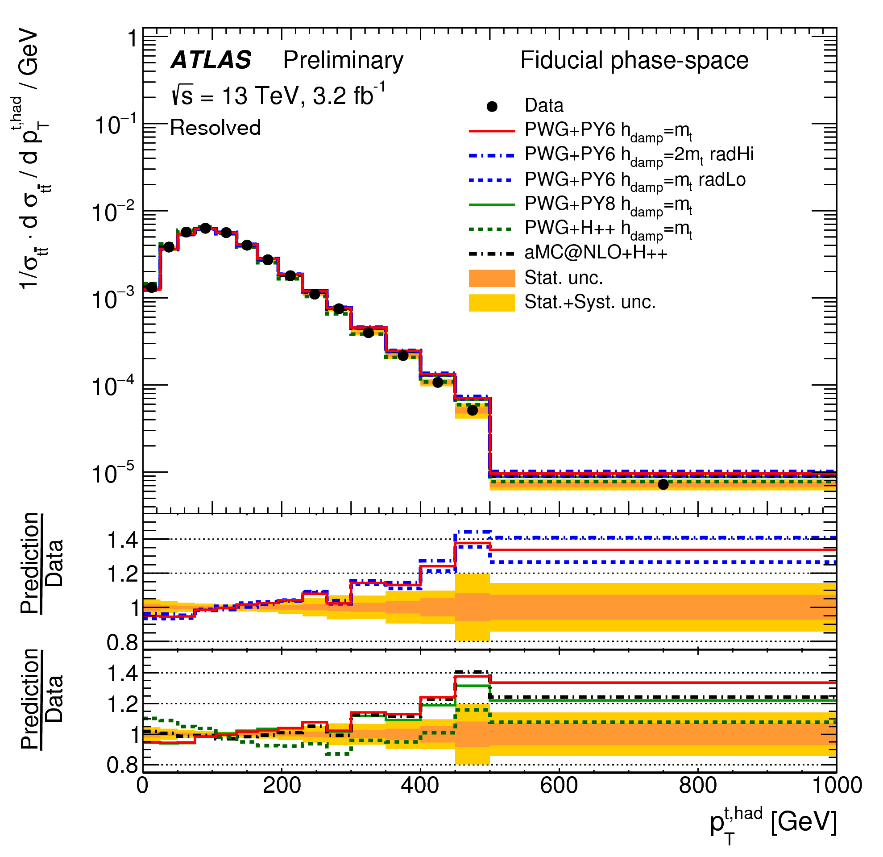 ATLAS Preliminary
√s = 13 TeV, 3.2 fb⁻¹
Resolved
Fiducial phase-space
Data
PWG+PY6 h_damp=m_t
PWG+PY6 h_damp=2m_t radHi
PWG+PY6 h_damp=m_t radLo
PWG+PY8 h_damp=m_t
PWG+H++ h_damp=m_t
aMC@NLO+H++
Stat. unc.
Stat.+Syst. unc.
1/σ_tt̄ · d σ_tt̄ / d p_T^t,had / GeV
1
10⁻¹
10⁻²
10⁻³
10⁻⁴
10⁻⁵
Prediction
Data
1.4
1.2
1
0.8
Prediction
Data
1.4
1.2
1
0.8
0 200 400 600 800 1000
p_T^t,had [GeV]